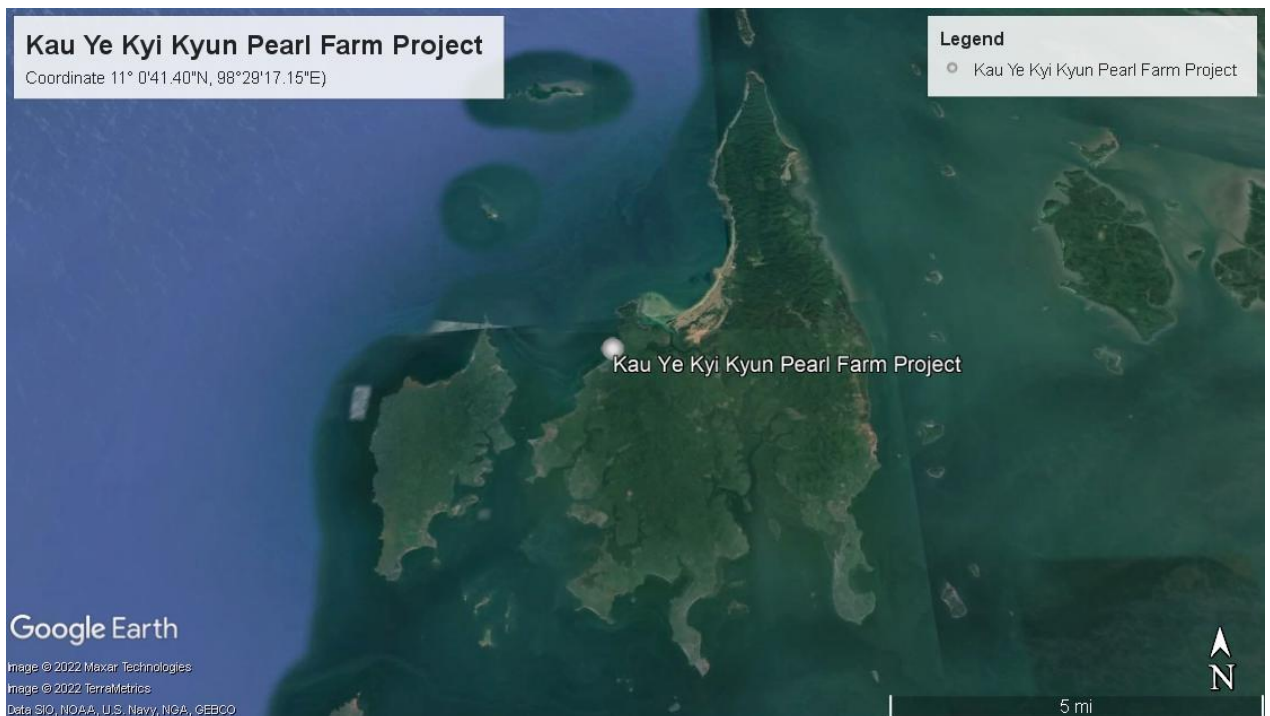 Kau Ye Kyi Kyun Pearl Farm Project
Coordinate 11° 0'41.40"N, 98°29'17.15"E)
Legend
Kau Ye Kyi Kyun Pearl Farm Project
Kau Ye Kyi Kyun Pearl Farm Project
Google Earth
Image © 2022 Maxar Technologies
Image © 2022 TerraMetrics
Data SIO, NOAA, U.S. Navy, NGA, GEBCO
N
5 mi